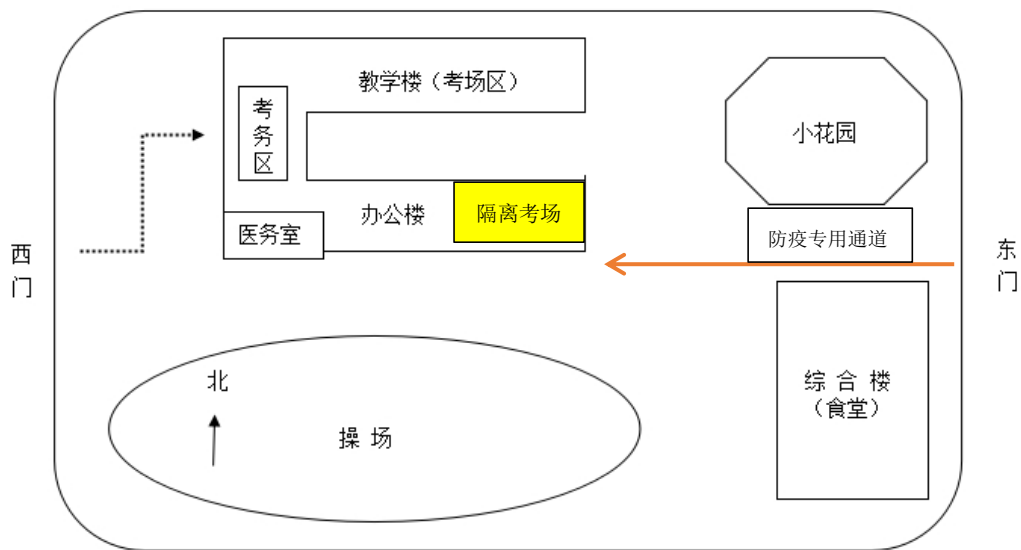 教学楼（考场区）
考
务
区
小花园
办公楼
隔离考场
医务室
防疫专用通道
西
门
东
门
北
操 场
综 合 楼
（食堂）